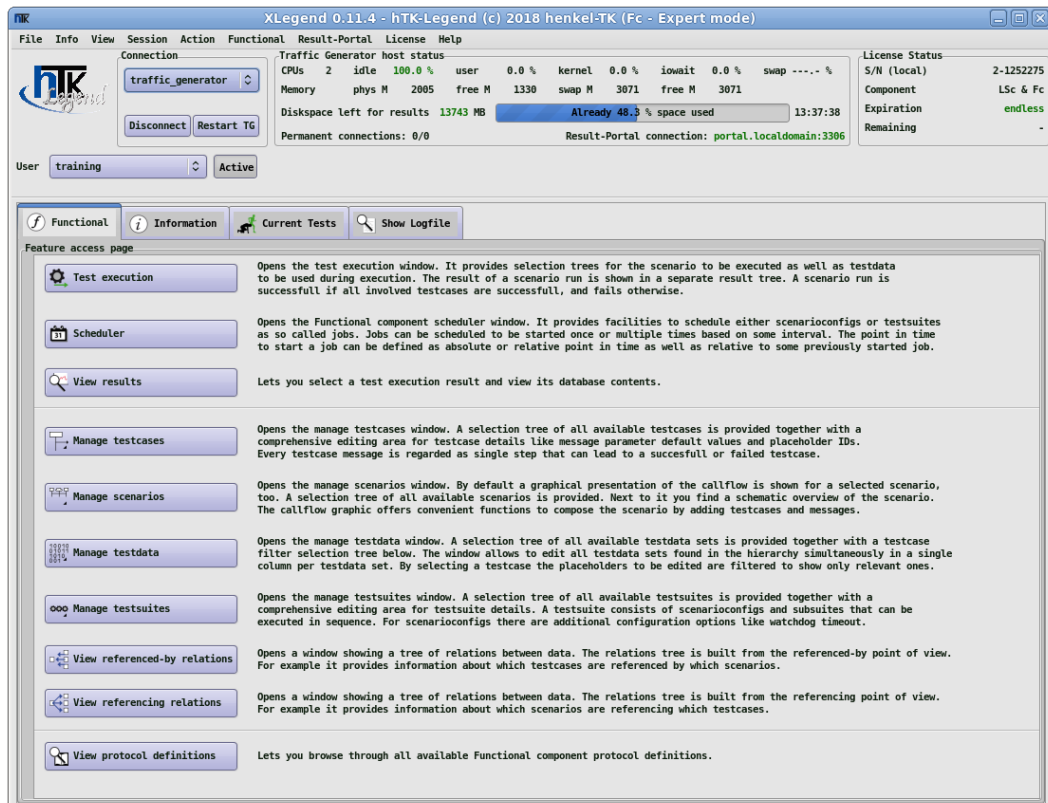 hTK
XLegend 0.11.4 - hTK-Legend (c) 2018 henkel-TK (Fc - Expert mode)
File Info View Session Action Functional Result-Portal License Help
hTK
Legend
Connection
traffic_generator
Disconnect Restart TG
Traffic Generator host status
CPUs 2 idle 100.0 % user 0.0 % kernel 0.0 % iowait 0.0 % swap ---.- %
Memory phys M 2005 free M 1330 swap M 3071 free M 3071
Diskspace left for results 13743 MB Already 48.3 % space used 13:37:38
Permanent connections: 0/0 Result-Portal connection: portal.localdomain:3306
License Status
S/N (local) 2-1252275
Component LSc & Fc
Expiration endless
Remaining -
User training Active
f Functional i Information Current Tests Show Logfile
Feature access page
Test execution
Opens the test execution window. It provides selection trees for the scenario to be executed as well as testdata
to be used during execution. The result of a scenario run is shown in a separate result tree. A scenario run is
successfull if all involved testcases are successfull, and fails otherwise.
31 Scheduler
Opens the Functional component scheduler window. It provides facilities to schedule either scenarioconfigs or testsuites
as so called jobs. Jobs can be scheduled to be started once or multiple times based on some interval. The point in time
to start a job can be defined as absolute or relative point in time as well as relative to some previously started job.
View results
Lets you select a test execution result and view its database contents.
Manage testcases
Opens the manage testcases window. A selection tree of all available testcases is provided together with a
comprehensive editing area for testcase details like message parameter default values and placeholder IDs.
Every testcase message is regarded as single step that can lead to a succesfull or failed testcase.
Manage scenarios
Opens the manage scenarios window. By default a graphical presentation of the callflow is shown for a selected scenario,
too. A selection tree of all available scenarios is provided. Next to it you find a schematic overview of the scenario.
The callflow graphic offers convenient functions to compose the scenario by adding testcases and messages.
Manage testdata
Opens the manage testdata window. A selection tree of all available testdata sets is provided together with a testcase
filter selection tree below. The window allows to edit all testdata sets found in the hierarchy simultaneously in a single
column per testdata set. By selecting a testcase the placeholders to be edited are filtered to show only relevant ones.
Manage testsuites
Opens the manage testsuites window. A selection tree of all available testsuites is provided together with a
comprehensive editing area for testsuite details. A testsuite consists of scenarioconfigs and subsuites that can be
executed in sequence. For scenarioconfigs there are additional configuration options like watchdog timeout.
View referenced-by relations
Opens a window showing a tree of relations between data. The relations tree is built from the referenced-by point of view.
For example it provides information about which testcases are referenced by which scenarios.
View referencing relations
Opens a window showing a tree of relations between data. The relations tree is built from the referencing point of view.
For example it provides information about which scenarios are referencing which testcases.
View protocol definitions
Lets you browse through all available Functional component protocol definitions.